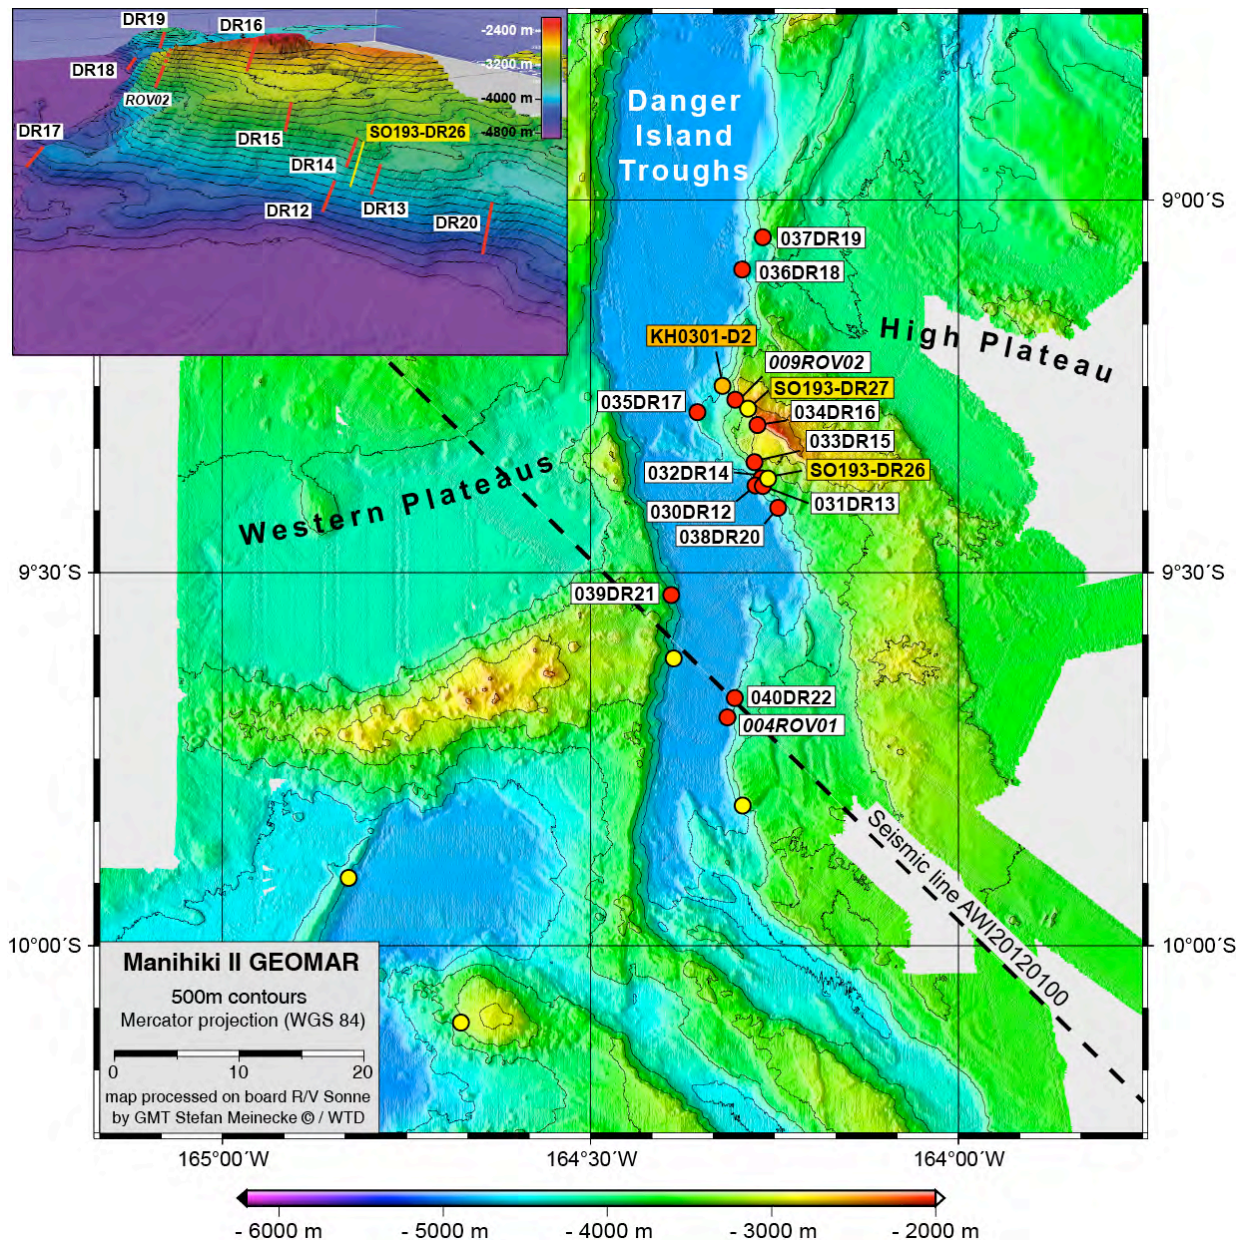 DR19
DR16
DR18
ROV02
DR17
DR15
SO193-DR26
DR14
DR12
DR13
DR20
-2400 m
-3200 m
-4000 m
-4800 m
Danger
Island
Troughs
9°00´S
037DR19
036DR18
KH0301-D2
High Plateau
009ROV02
SO193-DR27
035DR17
034DR16
033DR15
032DR14
SO193-DR26
031DR13
030DR12
038DR20
Western Plateaus
9°30´S
9°30´S
039DR21
040DR22
004ROV01
Seismic line AWI20120100
10°00´S
10°00´S
Manihiki II GEOMAR
500m contours
Mercator projection (WGS 84)
0 10 20
map processed on board R/V Sonne
by GMT Stefan Meinecke © / WTD
165°00´W
164°30´W
164°00´W
- 6000 m
- 5000 m
- 4000 m
- 3000 m
- 2000 m